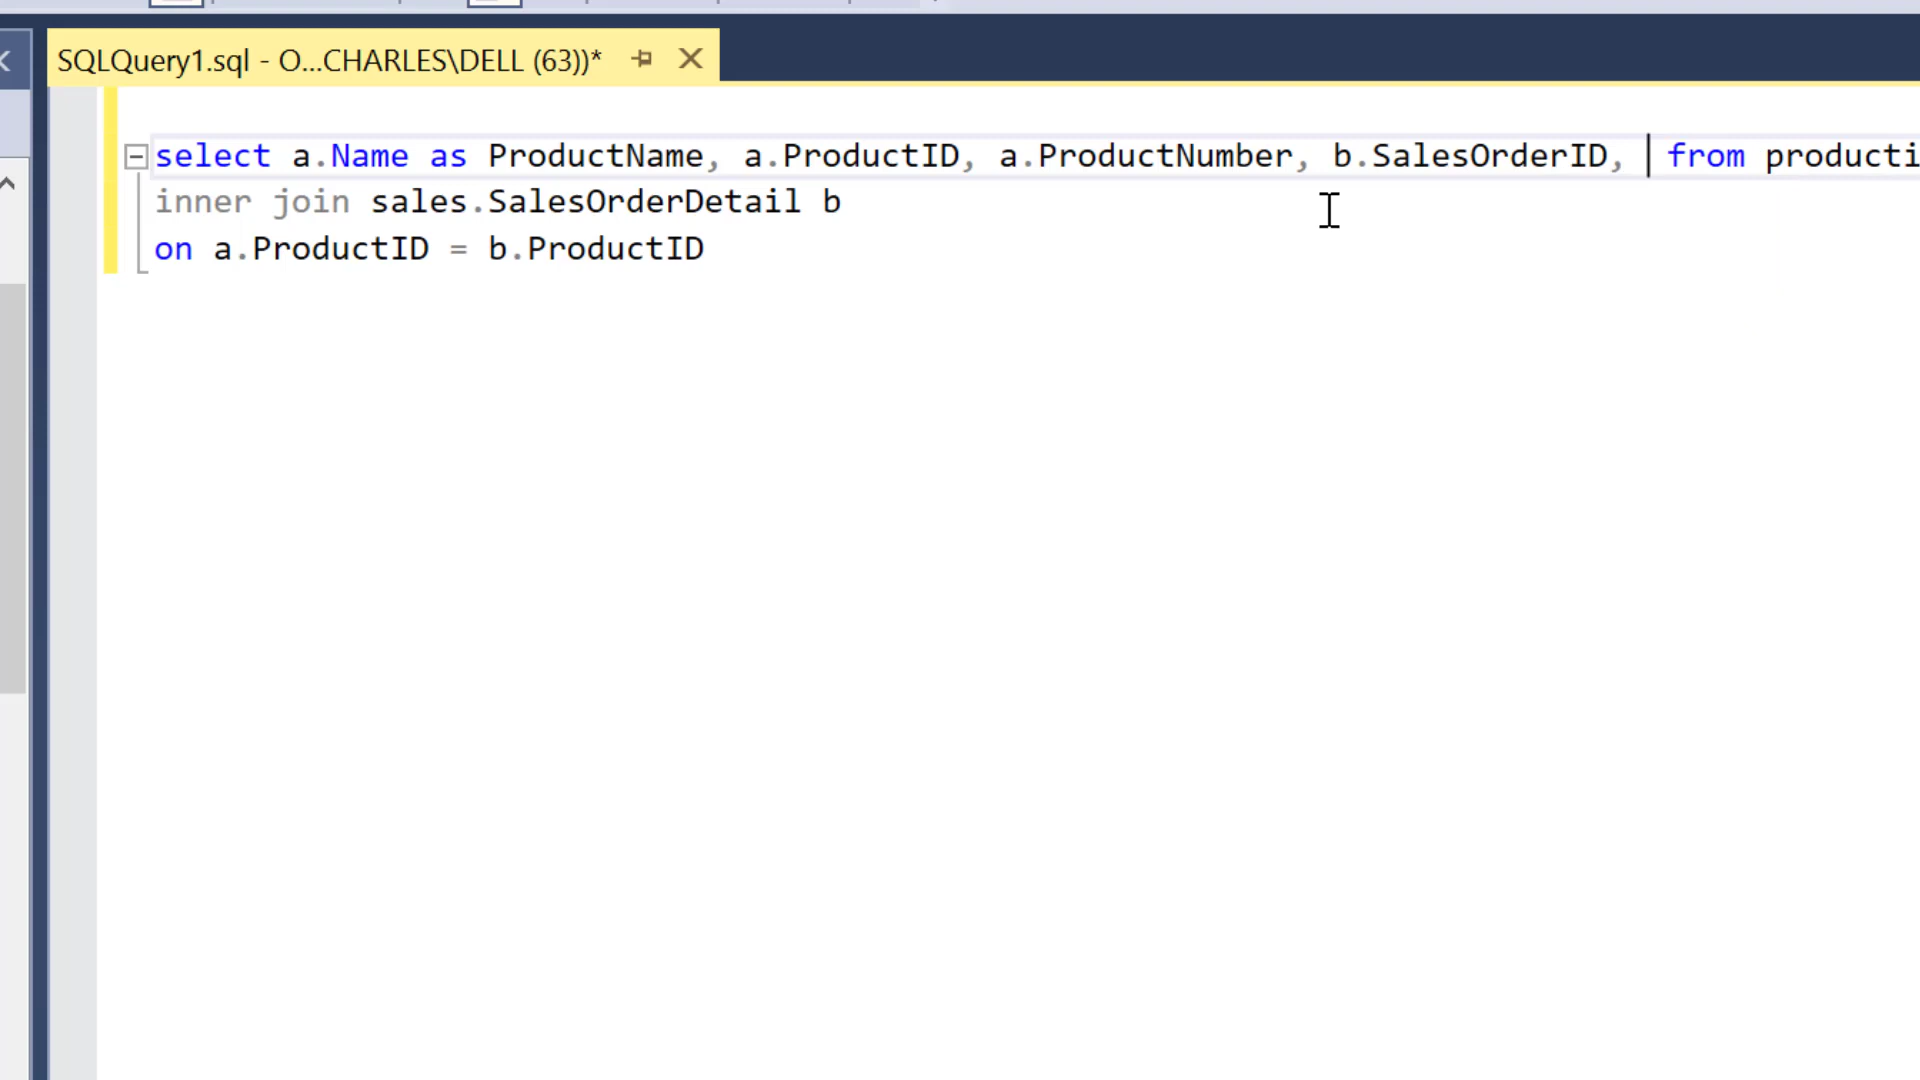 SQLQuery1.sql - O...CHARLES\DELL (63))*
select a.Name as ProductName, a.ProductID, a.ProductNumber, b.SalesOrderID, from producti
inner join sales.SalesOrderDetail b
on a.ProductID = b.ProductID